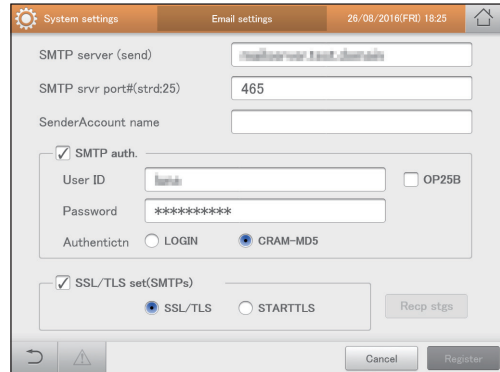 System settings Email settings 26/08/2016(FRI) 18:25
SMTP server (send)
SMTP srvr port#(strd:25) 465
SenderAccount name
SMTP auth.
User ID OP25B
Password **********
Authentictn LOGIN CRAM-MD5
SSL/TLS set(SMTPs)
SSL/TLS STARTTLS Recp stgs
Cancel Register